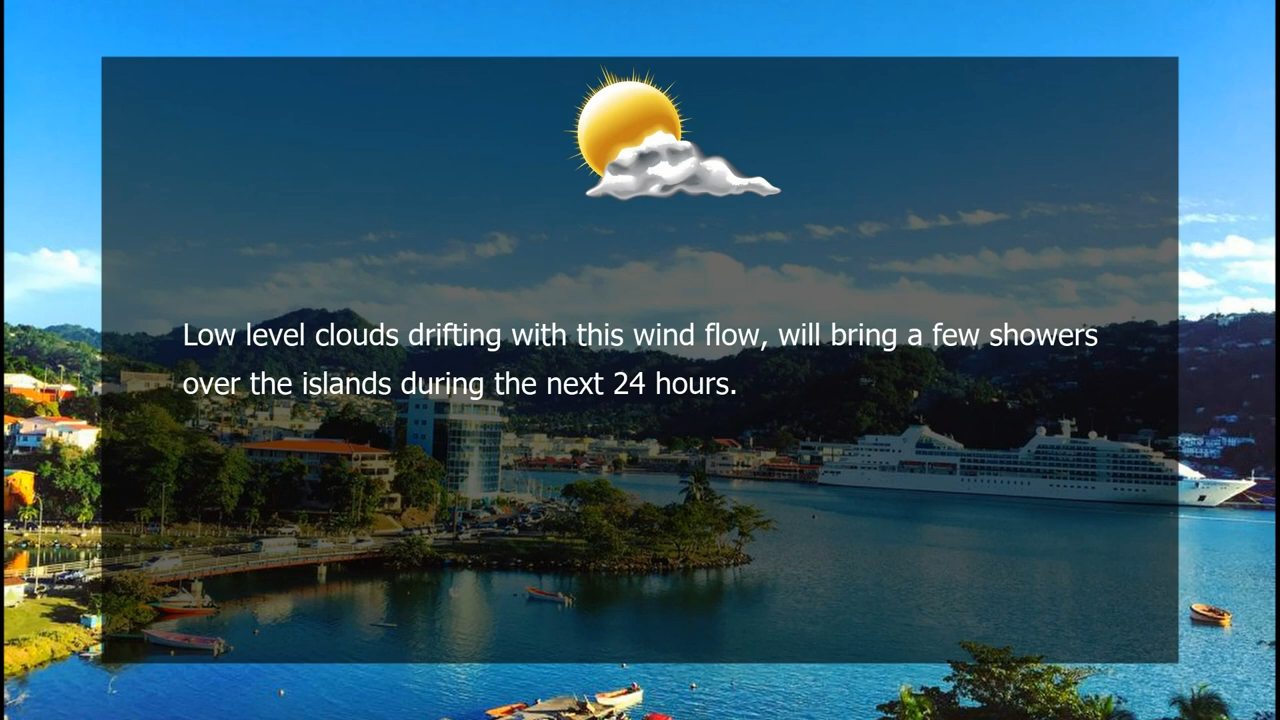 Low level clouds drifting with this wind flow, will bring a few showers
over the islands during the next 24 hours.